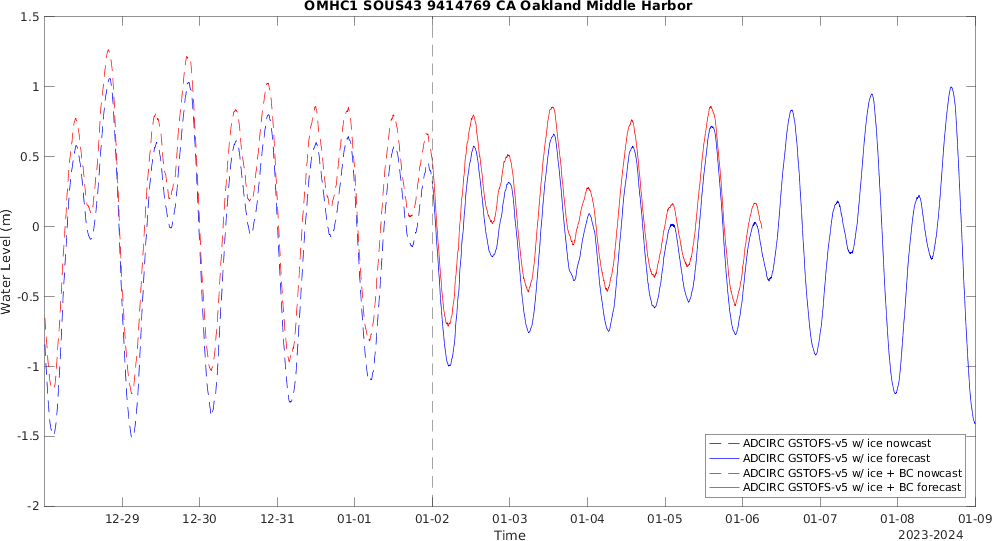 OMHC1 SOUS43 9414769 CA Oakland Middle Harbor
1.5
1
0.5
0
-0.5
-1
-1.5
-2
Water Level (m)
12-29 12-30 12-31 01-01 01-02 01-03 01-04 01-05 01-06 01-07 01-08 01-09
Time
2023-2024
ADCIRC GSTOFS-v5 w/ ice nowcast
ADCIRC GSTOFS-v5 w/ ice forecast
ADCIRC GSTOFS-v5 w/ ice + BC nowcast
ADCIRC GSTOFS-v5 w/ ice + BC forecast